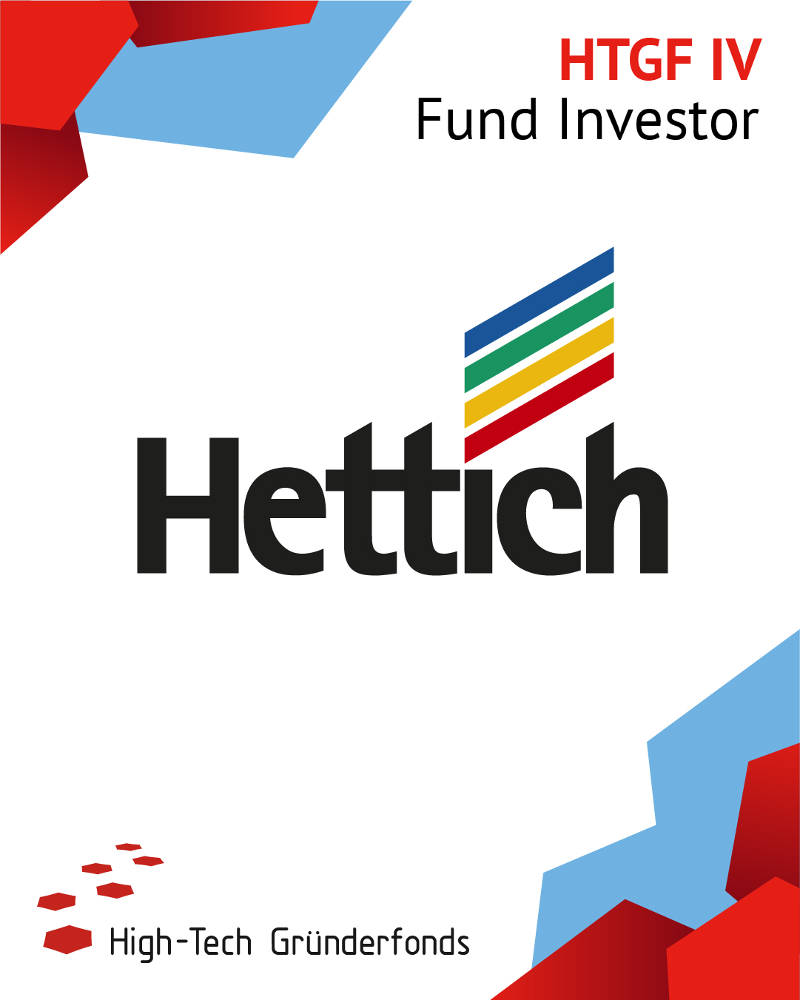 HTGF IV
Fund Investor
Hettich
High-Tech Gründerfonds